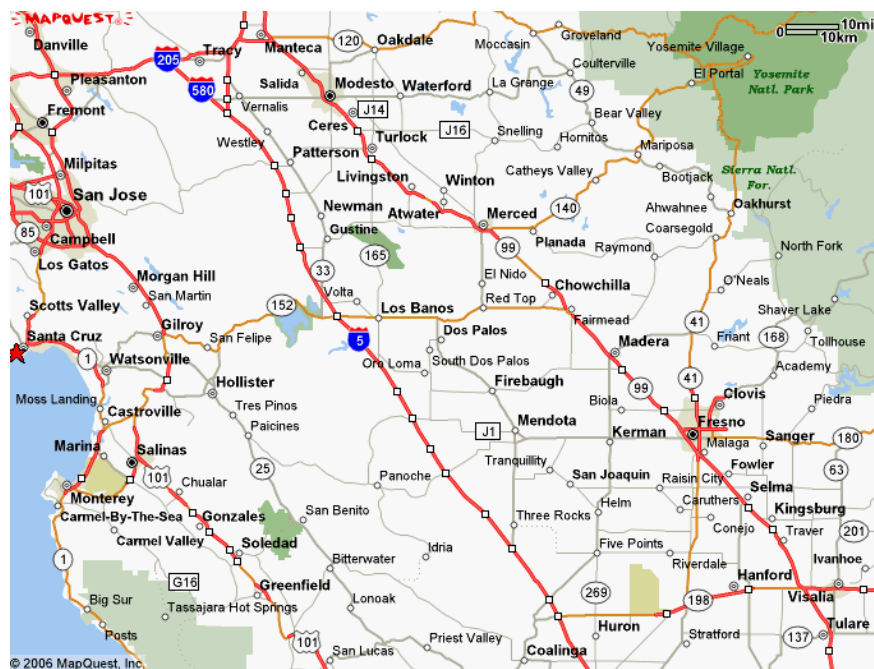 MAPQUEST.
Danville
205
Tracy
Manteca
120
Oakdale
Moccasin
Groveland
10mi
0
10km
Yosemite Village
Coulterville
El Portal
Yosemite
Natl. Park
Pleasanton
580
Salida
Modesto
Waterford
La Grange
49
Fremont
Vernalis
Ceres
J14
Bear Valley
Westley
Turlock
J16
Snelling
Hornitos
Mariposa
Milpitas
Patterson
Catheys Valley
Bootjack
Sierra Natl.
For.
101
San Jose
Livingston
Winton
140
Ahwahnee
Oakhurst
Newman
Atwater
Merced
Coarsegold
85
Campbell
Gustine
165
99
Planada
Raymond
North Fork
Los Gatos
33
El Nido
Morgan Hill
Chowchilla
O'Neals
San Martin
Volta
Red Top
Scotts Valley
152
Los Banos
Fairmead
Shaver Lake
Gilroy
41
168
Tollhouse
Santa Cruz
San Felipe
5
Dos Palos
Madera
Friant
1
Watsonville
Oro Loma
South Dos Palos
Academy
Hollister
Firebaugh
99
41
Clovis
Moss Landing
Tres Pinos
Biola
Piedra
Castroville
Paicines
J1
Mendota
Fresno
Marina
Salinas
Kerman
Malaga
Sanger
180
25
Tranquillity
Fowler
63
101
Chualar
Panoche
San Joaquin
Raisin City
Selma
Monterey
Caruthers
Carmel-By-The-Sea
Gonzales
San Benito
Three Rocks
Helm
Kingsburg
Conejo
Carmel Valley
Traver
201
Soledad
Idria
Five Points
1
Bitterwater
Riverdale
Ivanhoe
G16
Greenfield
269
Hanford
Big Sur
Tassajara Hot Springs
Lonoak
198
Visalia
Posts
Huron
101
Priest Valley
Stratford
137
Tulare
San Lucas
Coalinga
© 2006 MapQuest, Inc.